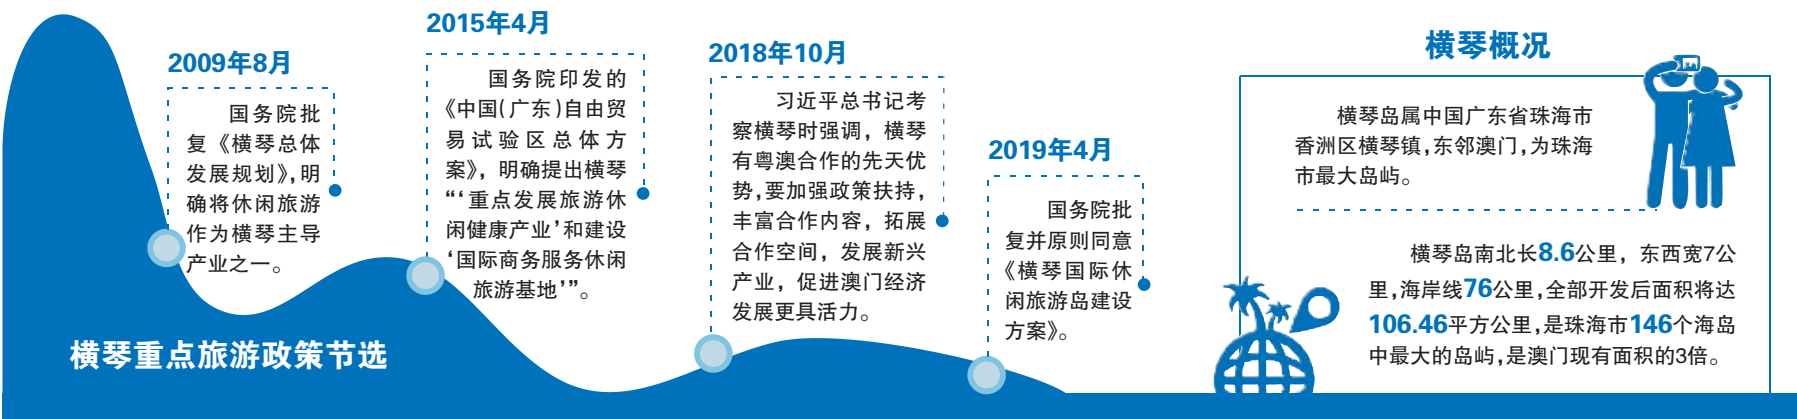 2009年8月
国务院批
复《横琴总体
发展规划》，明
确将休闲旅游
作为横琴主导
产业之一。
2015年4月
国务院印发的
《中国(广东)自由贸
易试验区总体方
案》，明确提出横琴
“‘重点发展旅游休
闲健康产业’和建设
‘国际商务服务休闲
旅游基地’”。
2018年10月
习近平总书记考
察横琴时强调，横琴
有粤澳合作的先天优
势，要加强政策扶持，
丰富合作内容，拓展
合作空间，发展新兴
产业，促进澳门经济
发展更具活力。
2019年4月
国务院批
复并原则同意
《横琴国际休
闲旅游岛建设
方案》。
横琴重点旅游政策节选
横琴概况
横琴岛属中国广东省珠海市
香洲区横琴镇，东邻澳门，为珠海
市最大岛屿。
横琴岛南北长8.6公里，东西宽7公
里，海岸线76公里，全部开发后面积将达
106.46平方公里，是珠海市146个海岛
中最大的岛屿，是澳门现有面积的3倍。